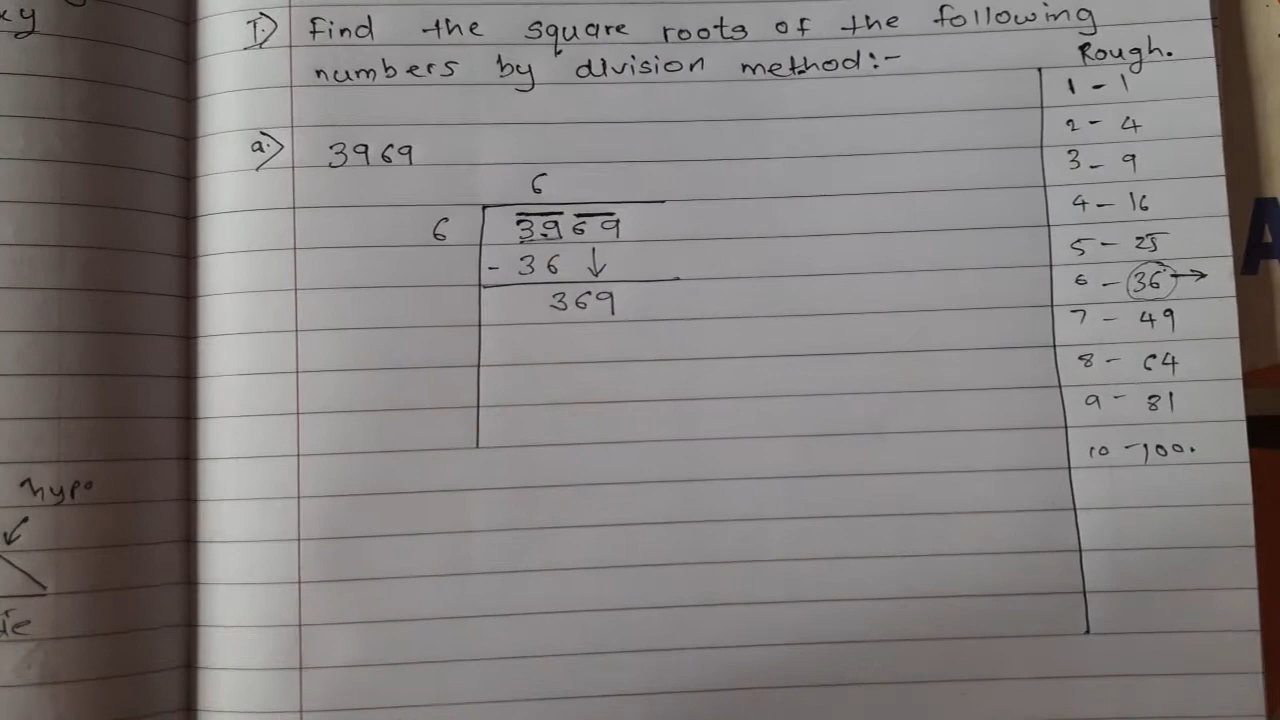 xy
I.) Find the square roots of the following
numbers by division method:-
Rough.
1 - 1
2 - 4
3 - 9
4 - 16
5 - 25
6 - 36 →
7 - 49
8 - 64
9 - 81
10 - 100.
a.) 3969
6
6 3969
- 36 ↓
369
hypo
A